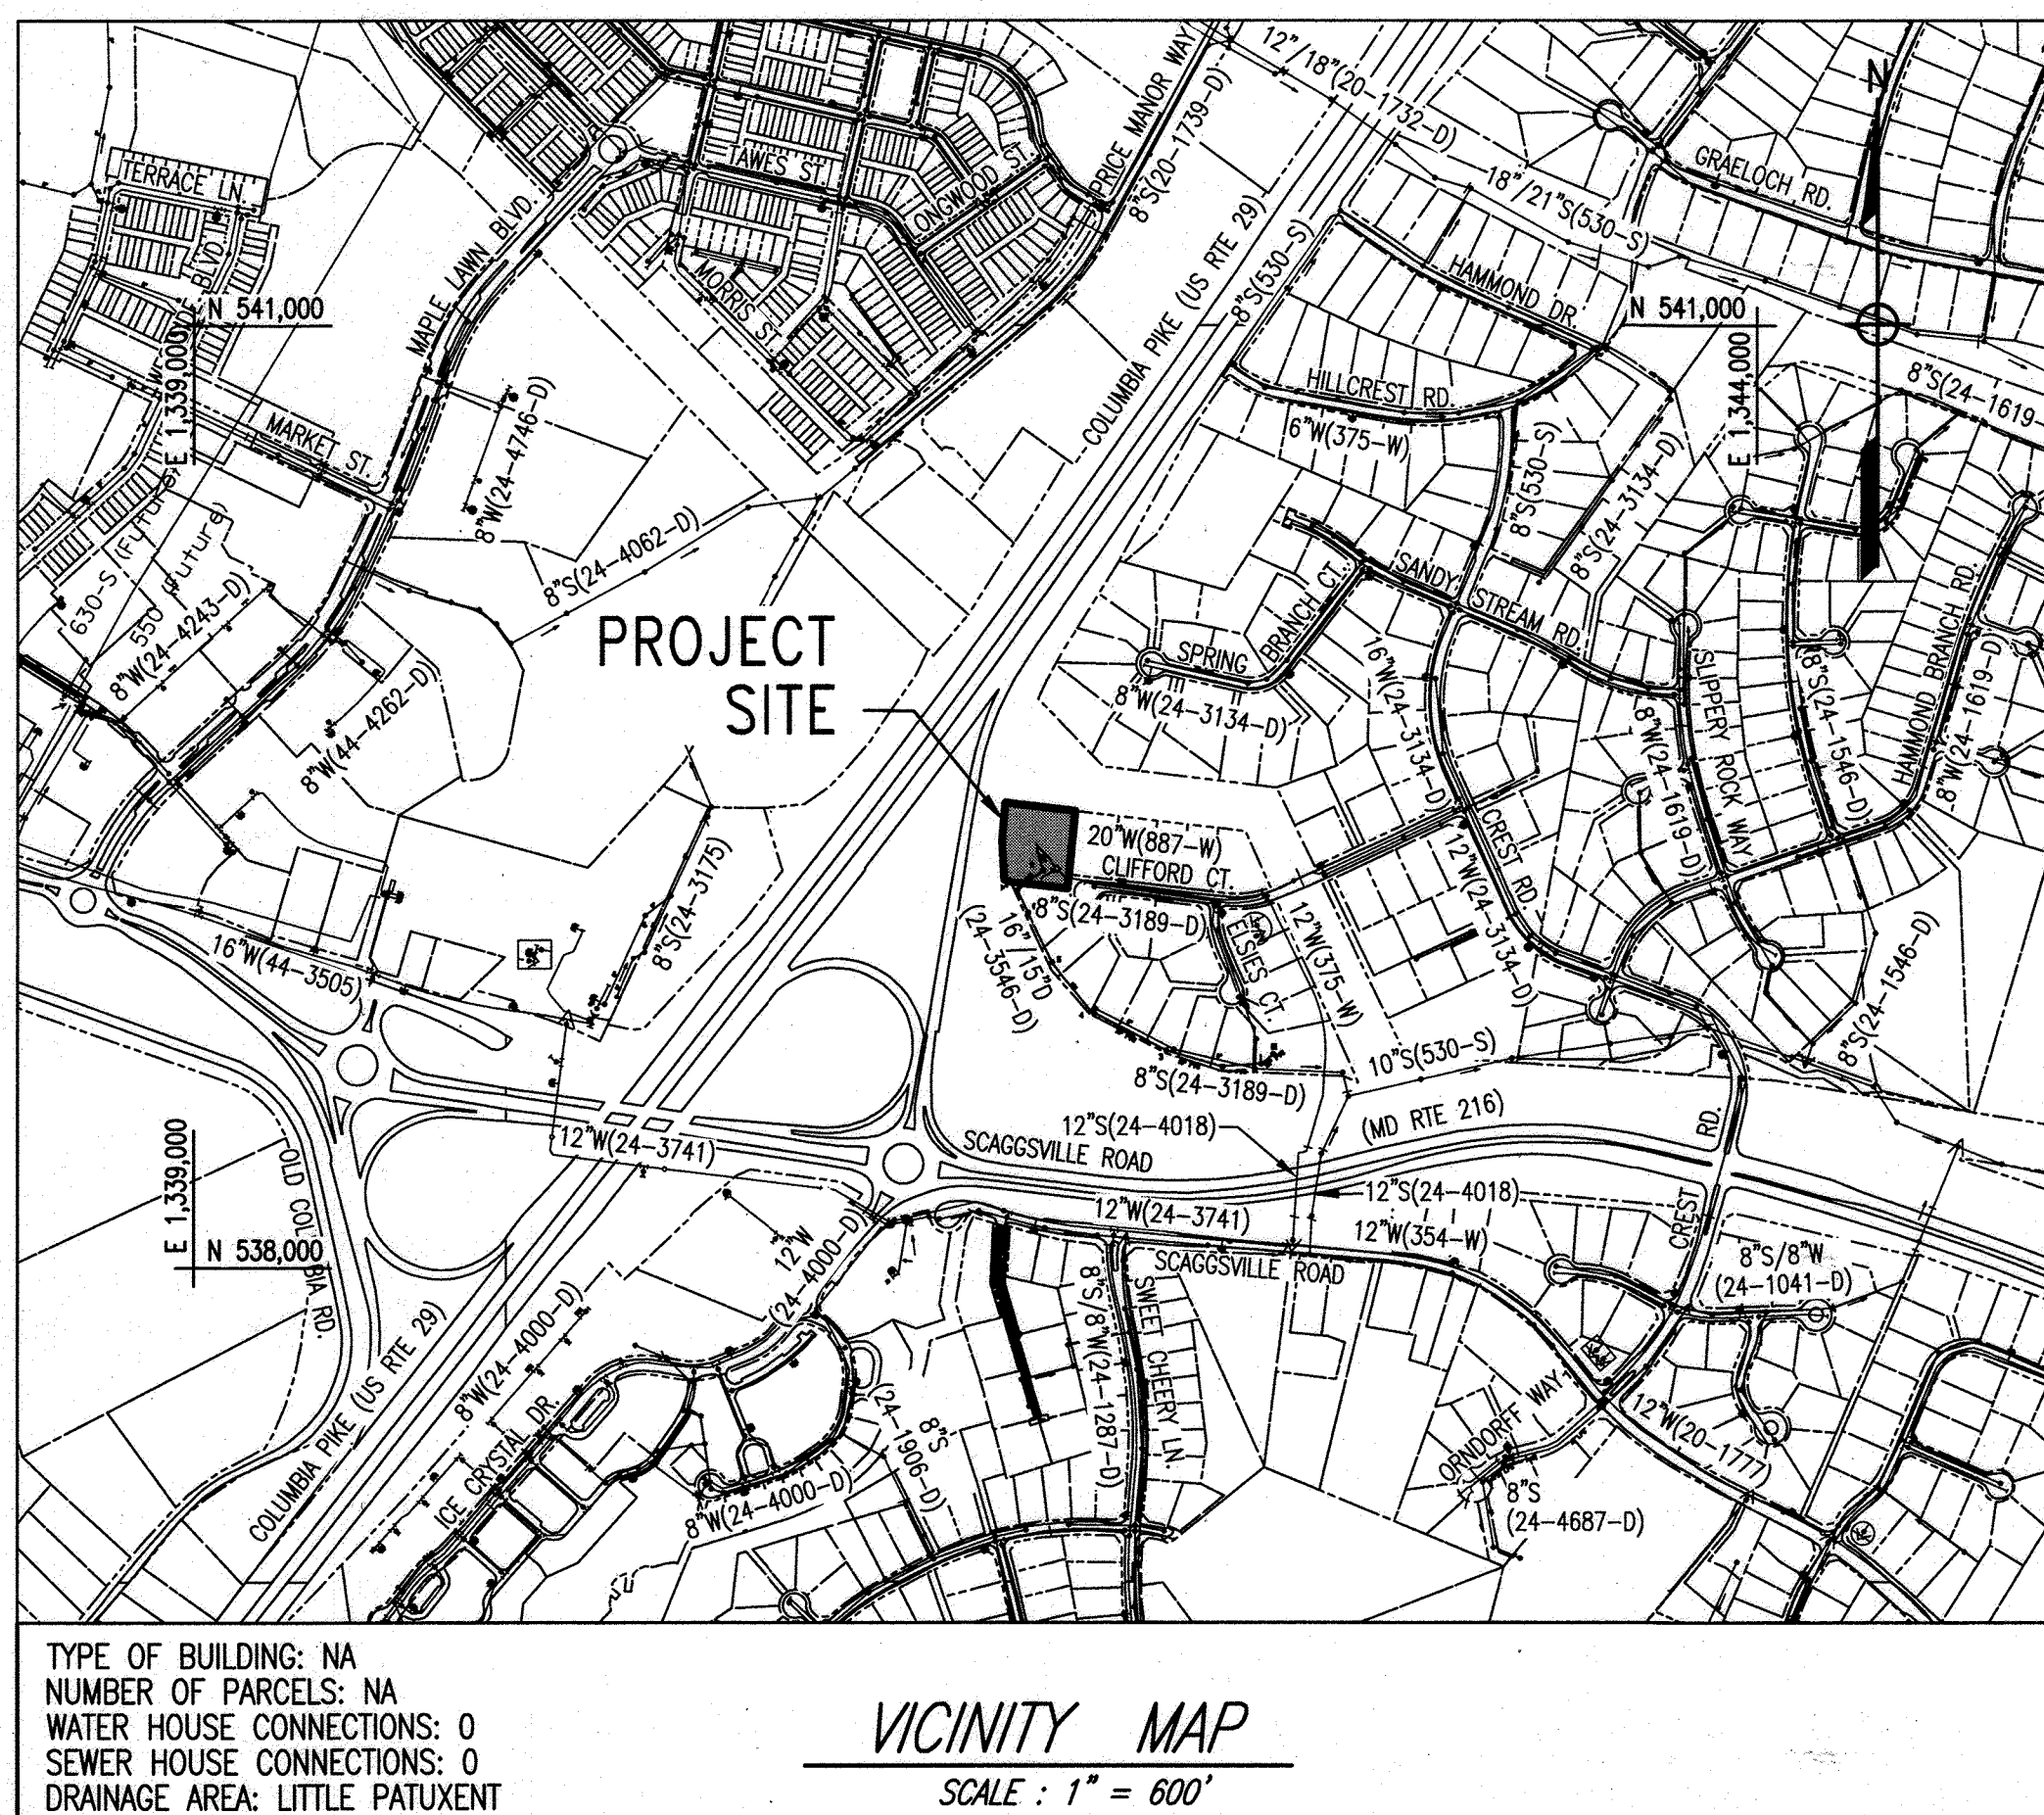 12"/18"(20-1732-D)
N
PRICE MANOR WAY
8"S(20-1739-D)
TAWES ST.
LONGWOOD ST.
GRAELOCH RD.
18"/21"S(530-S)
TERRACE LN.
MAPLE LAWN BLVD.
MORRIS ST.
8"S(530-S)
HAMMOND DR.
N 541,000
N 541,000
E 1,339,000
E 1,344,000
COLUMBIA PIKE (US RTE 29)
HILLCREST RD.
6"W(375-W)
8"S(24-1619-
MARKET ST.
8"W(24-4746-D)
8"S(530-S)
8"S(24-3134-D)
630-S (Future)
550 (Future)
8"W(24-4243-D)
8"S(24-4062-D)
SANDY STREAM RD.
SPRING BRANCH CT.
8"W(24-3134-D)
16"W(24-3134-D)
PROJECT
SITE
8"W(44-4262-D)
SLIPPERY ROCK WAY
8"W(24-1619-D)
8"S(24-1546-D)
HAMMOND BRANCH RD.
8"W(24-1619-D)
20"W(887-W)
CLIFFORD CT.
8"S(24-3189-D)
CREST RD.
12"W(24-3134-D)
8"S(24-3175)
16"/15"D
(24-3546-D)
ELSIES CT.
12"W(375-W)
16"W(44-3505)
8"S(24-1546-D)
10"S(530-S)
8"S(24-3189-D)
12"S(24-4018)
(MD RTE 216)
SCAGGSVILLE ROAD
12"W(24-3741)
12"S(24-4018)
12"W(24-3741)
12"W(354-W)
SCAGGSVILLE ROAD
CREST RD.
E 1,339,000
N 538,000
OLD COLUMBIA RD.
12"W
(24-4000-D)
8"S/8"W
(24-1041-D)
8"S/8"W(24-1287-D)
SWEET CHEERY LN.
COLUMBIA PIKE (US RTE 29)
8"W(24-4000-D)
ICE CRYSTAL DR.
8"W(24-4000-D)
8"S
(24-1906-D)
ORNDORFF WAY
12"W(20-1777)
8"S
(24-4687-D)
TYPE OF BUILDING: NA
NUMBER OF PARCELS: NA
WATER HOUSE CONNECTIONS: 0
SEWER HOUSE CONNECTIONS: 0
DRAINAGE AREA: LITTLE PATUXENT
VICINITY MAP
SCALE : 1" = 600'